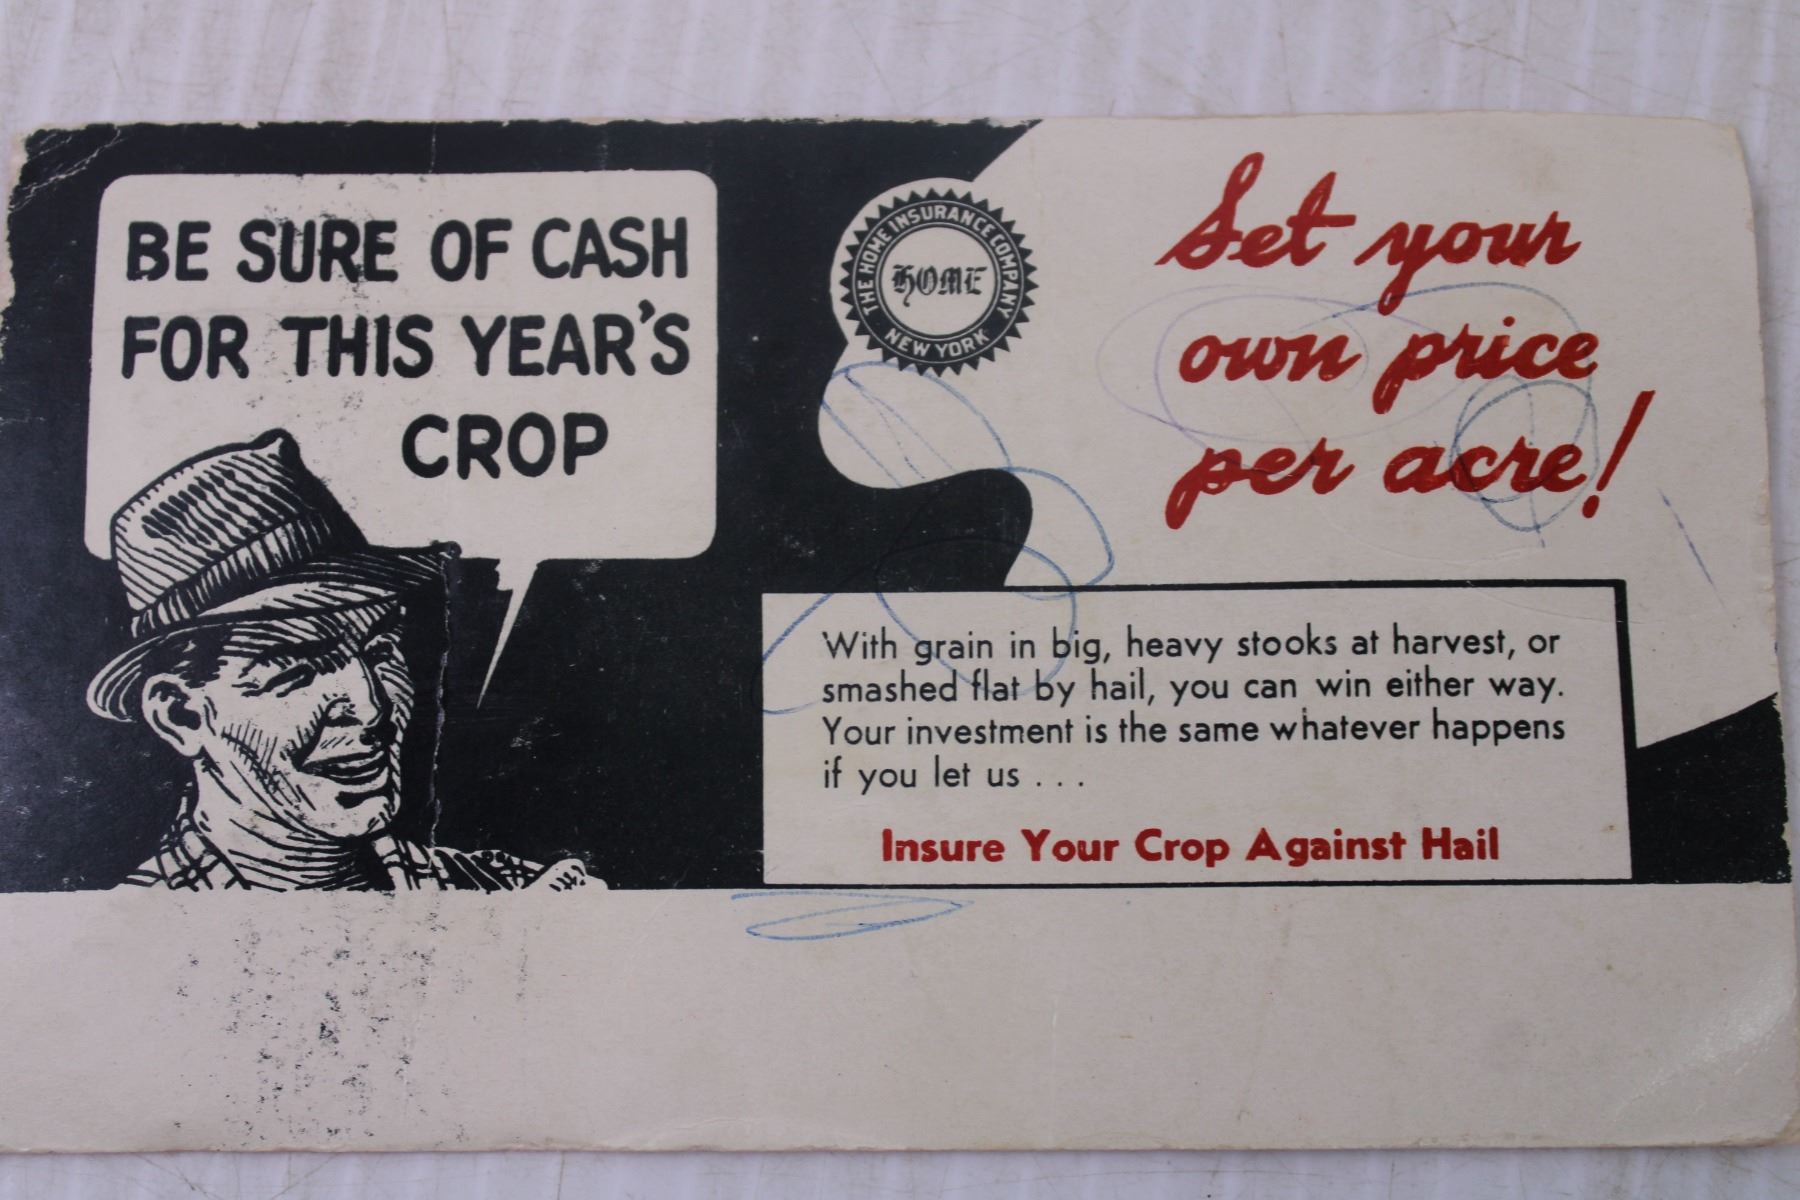 BE SURE OF CASH
FOR THIS YEAR'S
CROP
THE HOME INSURANCE COMPANY
HOME
NEW YORK
Set your
own price
per acre!
With grain in big, heavy stooks at harvest, or
smashed flat by hail, you can win either way.
Your investment is the same whatever happens
if you let us . . .
Insure Your Crop Against Hail